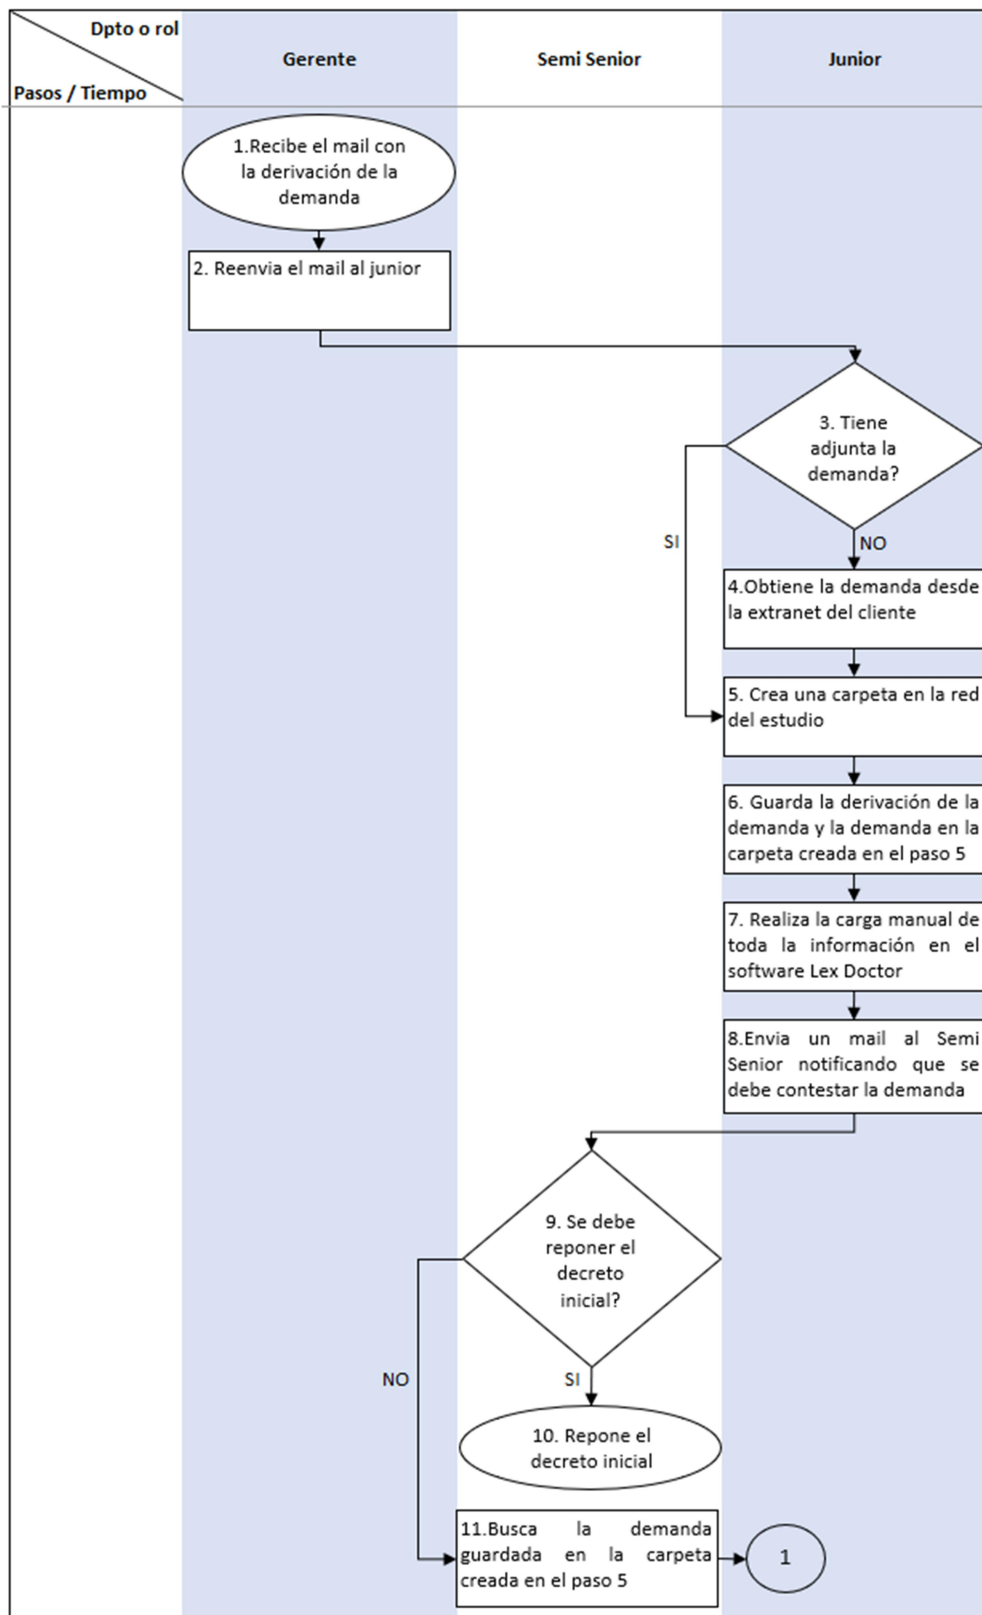 Dpto o rol
Pasos / Tiempo
Gerente
Semi Senior
Junior
1.Recibe el mail con
la derivación de la
demanda
2. Reenvia el mail al junior
3. Tiene
adjunta la
demanda?
SI
NO
4.Obtiene la demanda desde
la extranet del cliente
5. Crea una carpeta en la red
del estudio
6. Guarda la derivación de la
demanda y la demanda en la
carpeta creada en el paso 5
7. Realiza la carga manual de
toda la información en el
software Lex Doctor
8.Envia un mail al Semi
Senior notificando que se
debe contestar la demanda
9. Se debe
reponer el
decreto
inicial?
NO
SI
10. Repone el
decreto inicial
11.Busca la demanda
guardada en la carpeta
creada en el paso 5
1